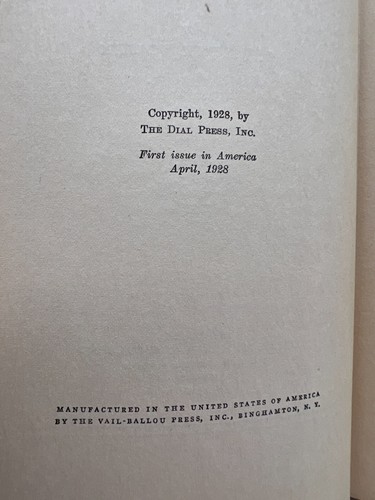 Copyright, 1928, by
THE DIAL PRESS, INC.
First issue in America
April, 1928
MANUFACTURED IN THE UNITED STATES OF AMERICA
BY THE VAIL-BALLOU PRESS, INC., BINGHAMTON, N. Y.